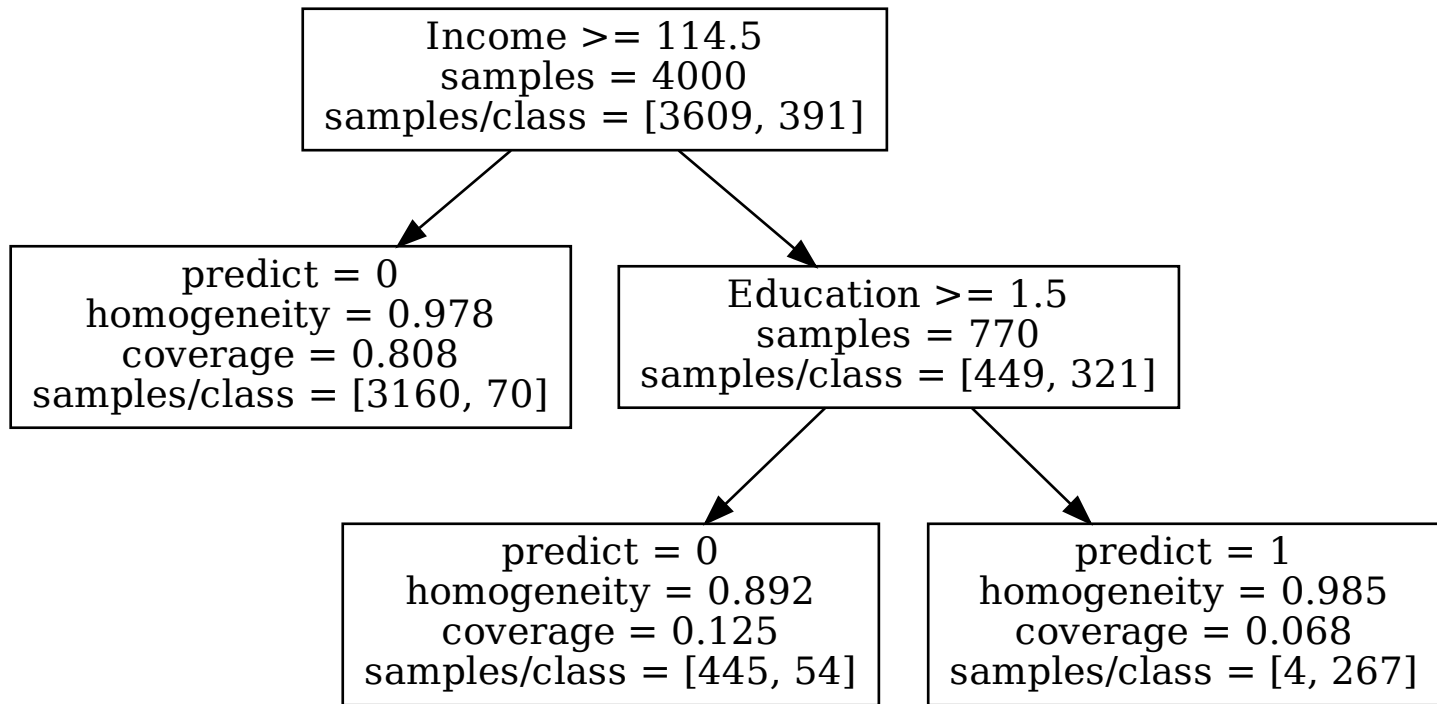 Income >= 114.5
samples = 4000
samples/class = [3609, 391]
predict = 0
homogeneity = 0.978
coverage = 0.808
samples/class = [3160, 70]
Education >= 1.5
samples = 770
samples/class = [449, 321]
predict = 0
homogeneity = 0.892
coverage = 0.125
samples/class = [445, 54]
predict = 1
homogeneity = 0.985
coverage = 0.068
samples/class = [4, 267]